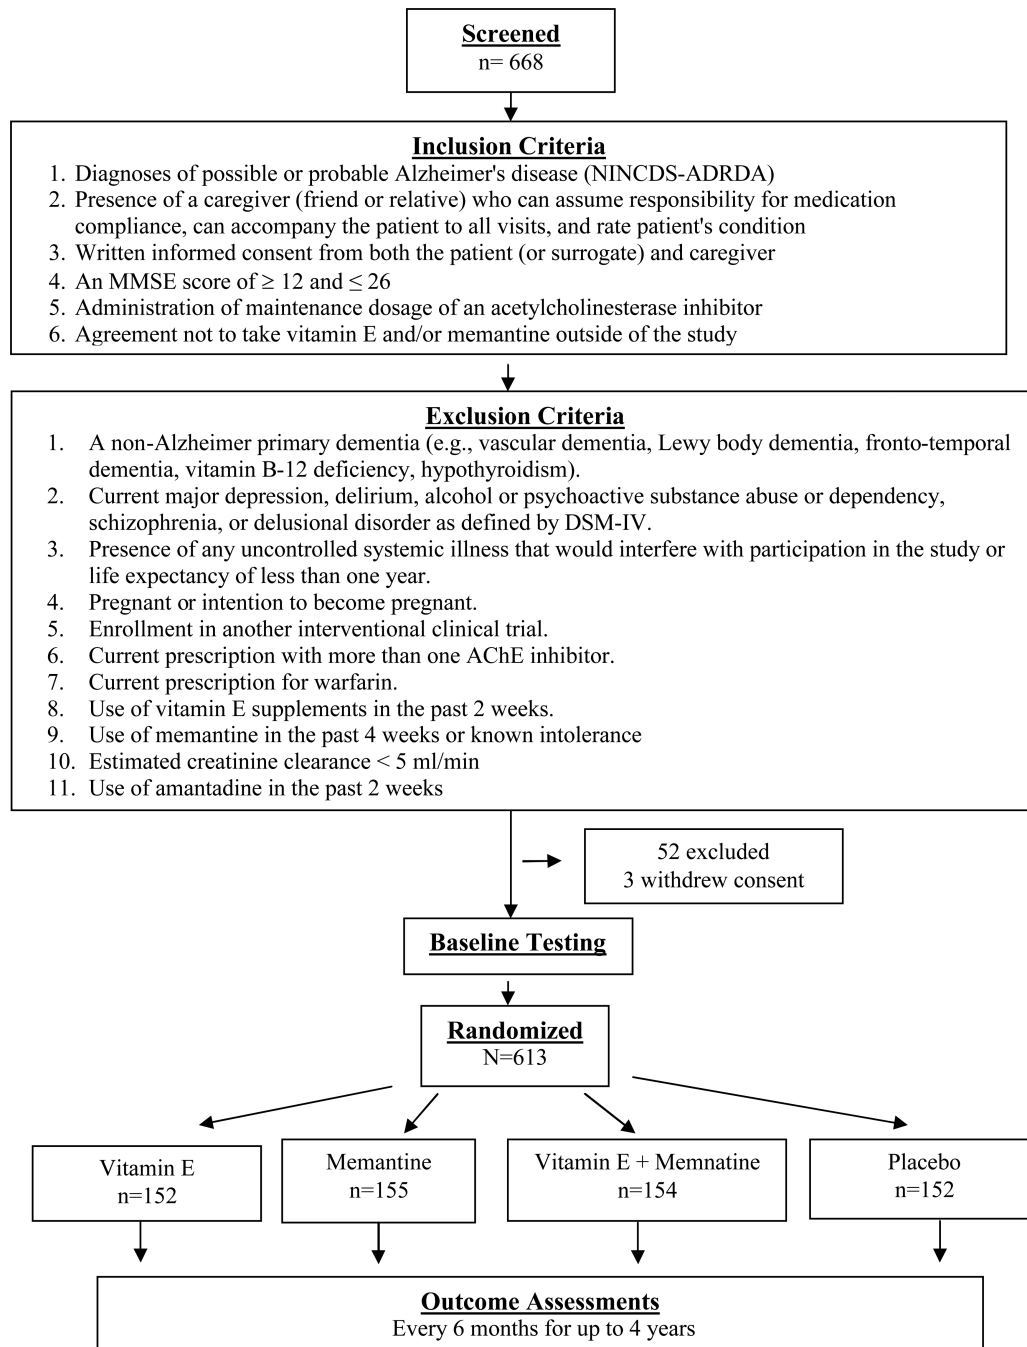 Screened
n= 668
Inclusion Criteria
1. Diagnoses of possible or probable Alzheimer's disease (NINCDS-ADRDA)
2. Presence of a caregiver (friend or relative) who can assume responsibility for medication
compliance, can accompany the patient to all visits, and rate patient's condition
3. Written informed consent from both the patient (or surrogate) and caregiver
4. An MMSE score of ≥ 12 and ≤ 26
5. Administration of maintenance dosage of an acetylcholinesterase inhibitor
6. Agreement not to take vitamin E and/or memantine outside of the study
Exclusion Criteria
1. A non-Alzheimer primary dementia (e.g., vascular dementia, Lewy body dementia, fronto-temporal
dementia, vitamin B-12 deficiency, hypothyroidism).
2. Current major depression, delirium, alcohol or psychoactive substance abuse or dependency,
schizophrenia, or delusional disorder as defined by DSM-IV.
3. Presence of any uncontrolled systemic illness that would interfere with participation in the study or
life expectancy of less than one year.
4. Pregnant or intention to become pregnant.
5. Enrollment in another interventional clinical trial.
6. Current prescription with more than one AChE inhibitor.
7. Current prescription for warfarin.
8. Use of vitamin E supplements in the past 2 weeks.
9. Use of memantine in the past 4 weeks or known intolerance
10. Estimated creatinine clearance < 5 ml/min
11. Use of amantadine in the past 2 weeks
52 excluded
3 withdrew consent
Baseline Testing
Randomized
N=613
Vitamin E
n=152
Memantine
n=155
Vitamin E + Memnatine
n=154
Placebo
n=152
Outcome Assessments
Every 6 months for up to 4 years